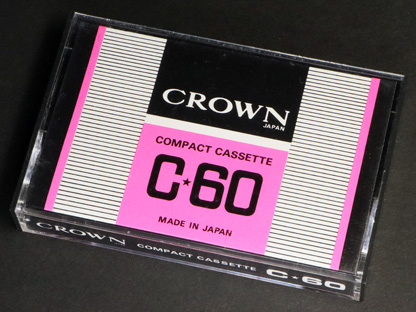 CROWN
JAPAN
COMPACT CASSETTE
C★60
MADE IN JAPAN
CROWN COMPACT CASSETTE C★60